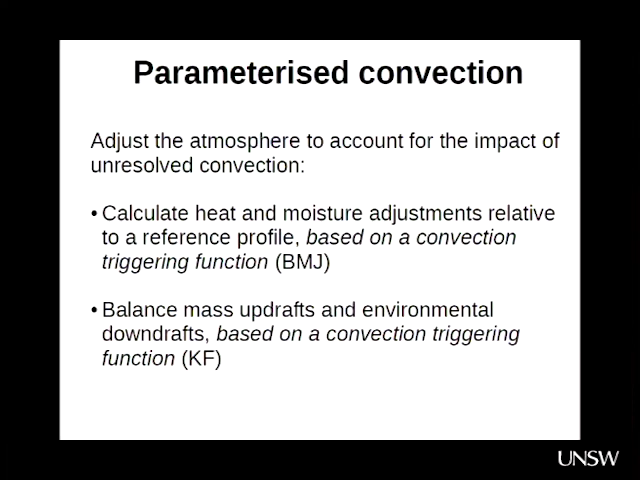 Parameterised convection
Adjust the atmosphere to account for the impact of
unresolved convection:
• Calculate heat and moisture adjustments relative
to a reference profile, based on a convection
triggering function (BMJ)
• Balance mass updrafts and environmental
downdrafts, based on a convection triggering
function (KF)
UNSW